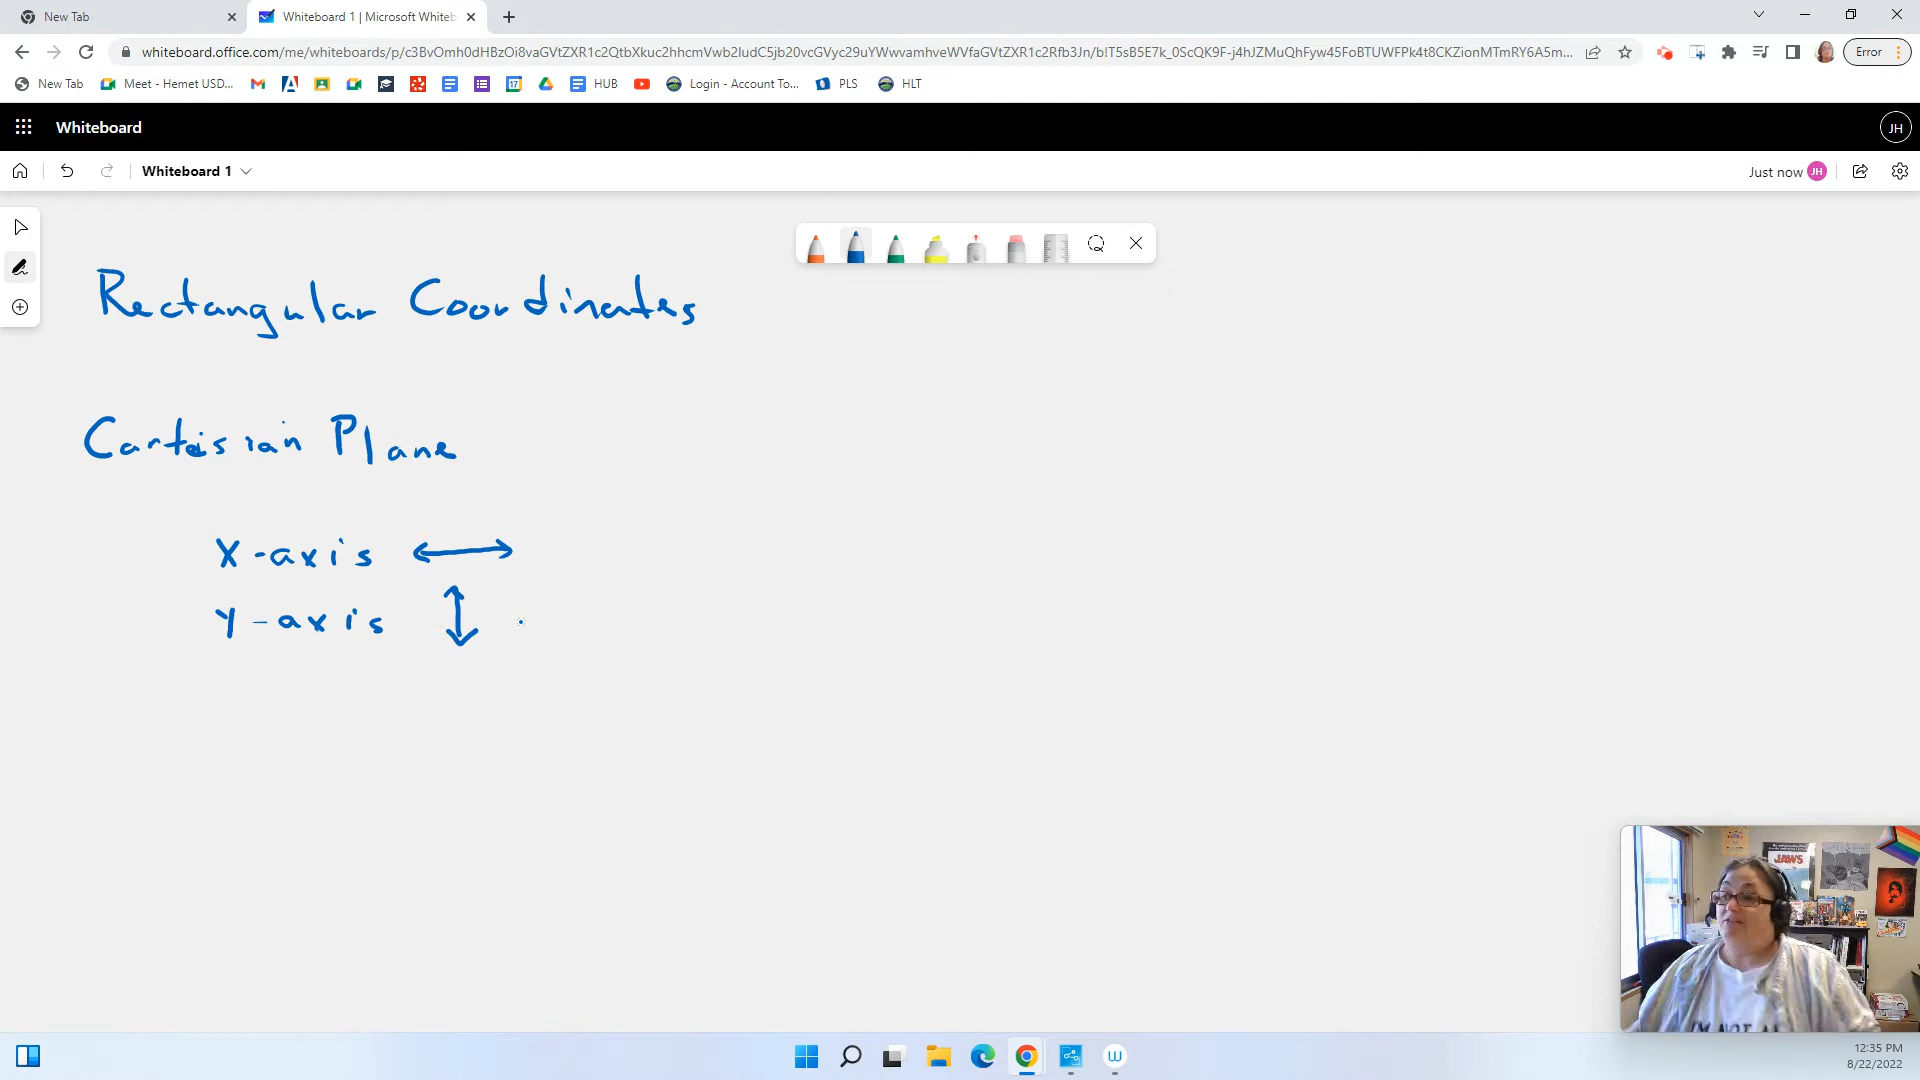 New Tab
Whiteboard 1 | Microsoft Whiteb
whiteboard.office.com/me/whiteboards/p/c3BvOmh0dHBzOi8vaGVtZXR1c2QtbXkuc2hhcmVwb2ludC5jb20vcGVyc29uYWwvamhveWVfaGVtZXR1c2Rfb3Jn/b!T5sB5E7k_0ScQK9F-j4hJZMuQhFyw45FoBTUWFPk4t8CKZionMTmRY6A5m...
Error
New Tab
Meet - Hemet USD...
HUB
Login - Account To...
PLS
HLT
Whiteboard
JH
Whiteboard 1
Just now
JH
Rectangular Coordinates
Cartesian Plane
X-axis
Y-axis
JAWS
12:35 PM
8/22/2022